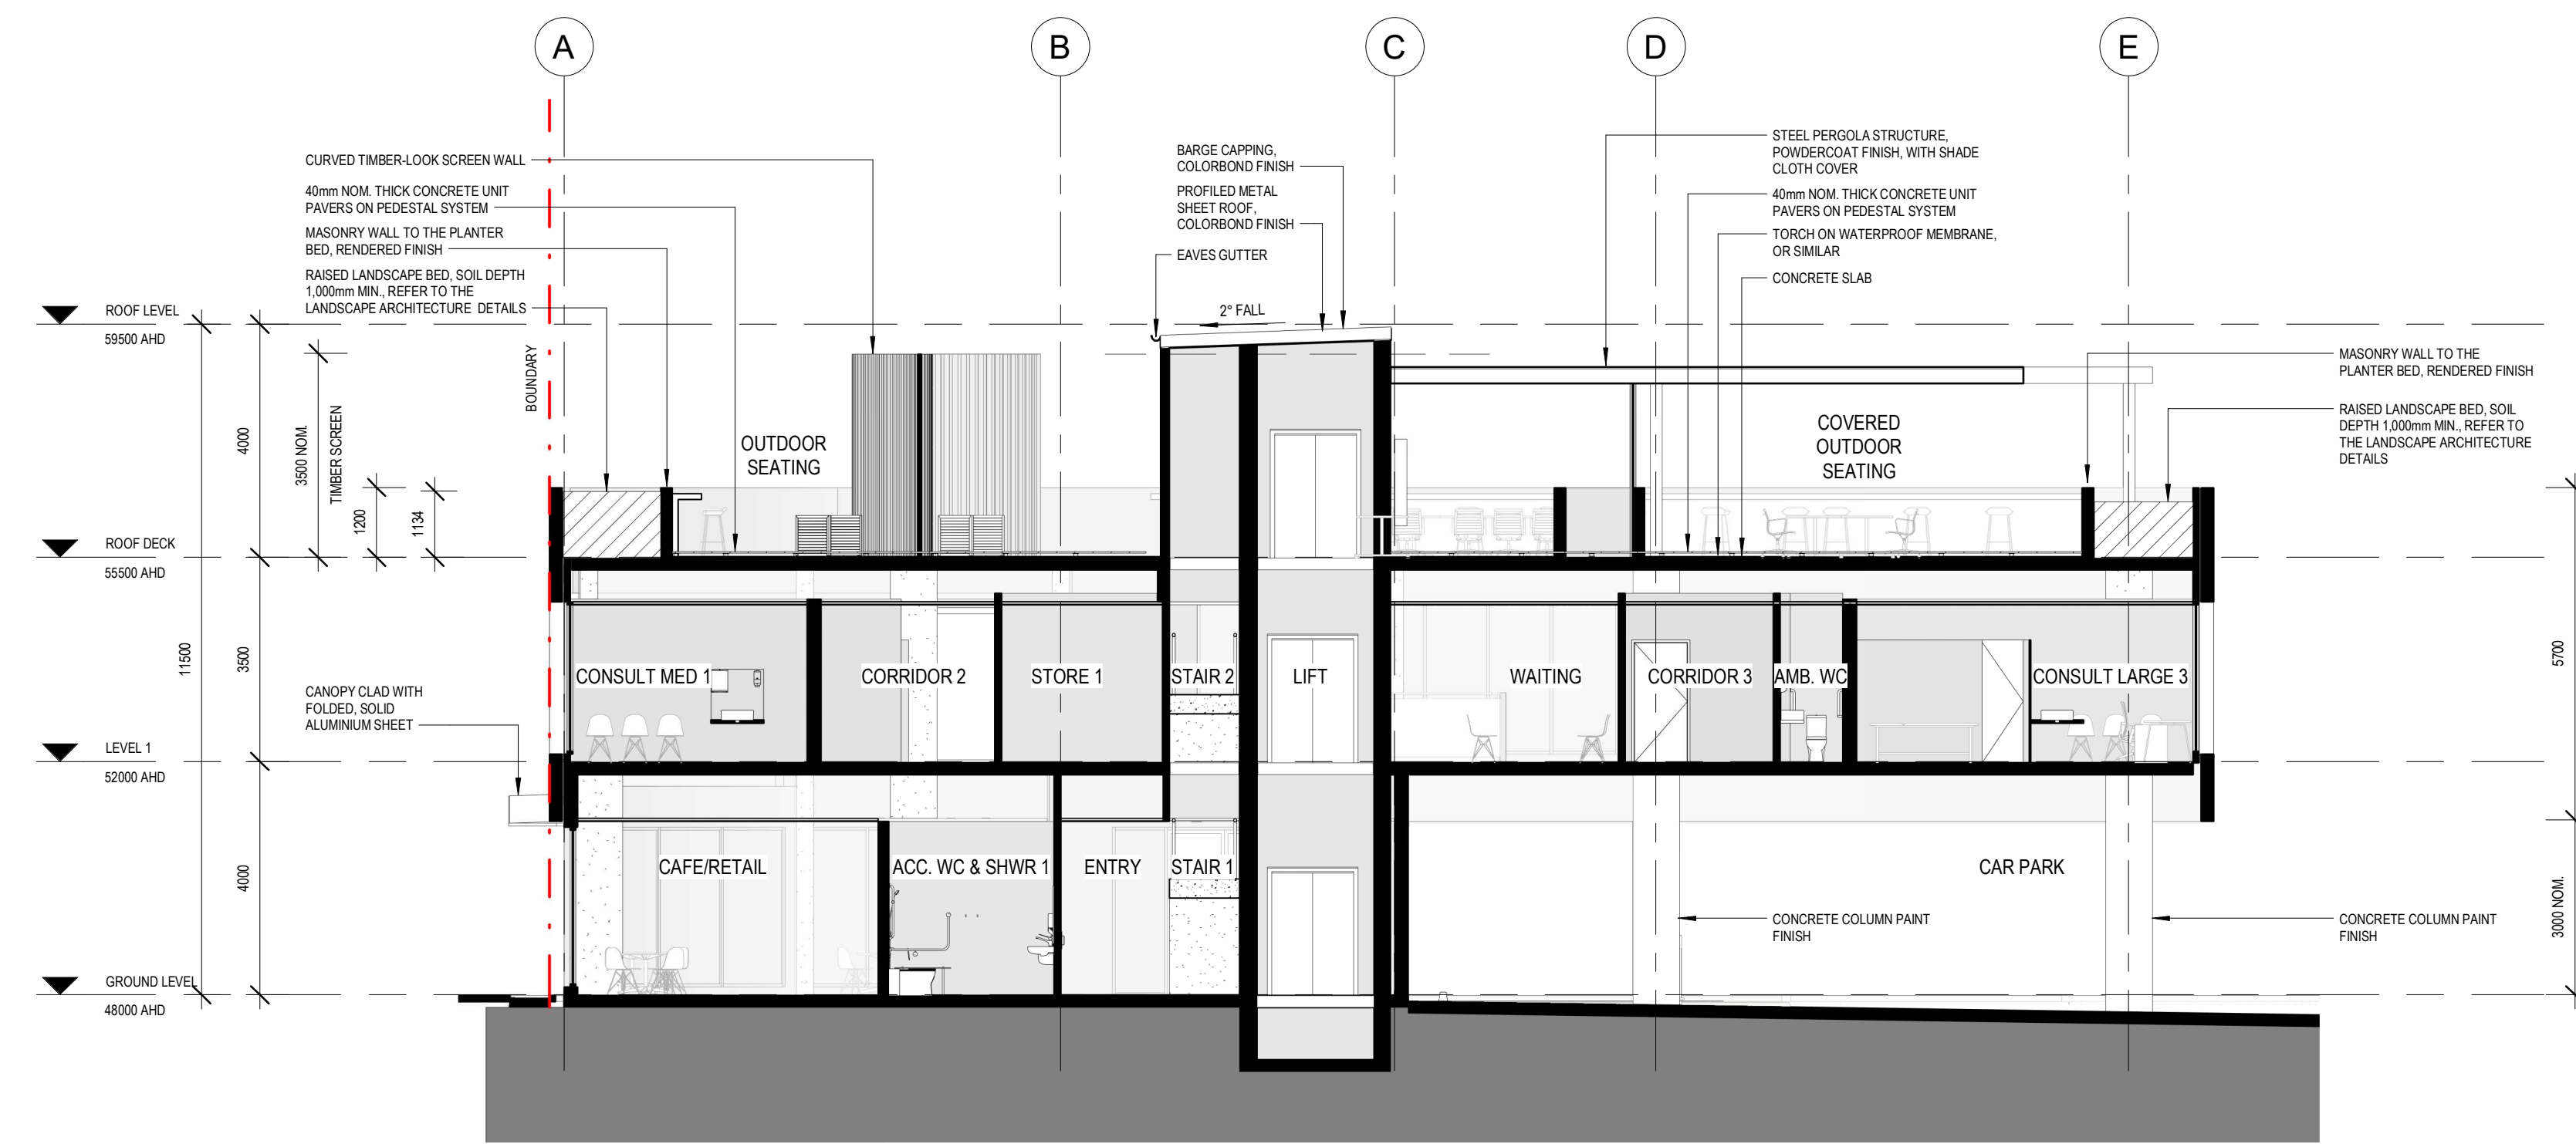 A
B
C
D
E
CURVED TIMBER-LOOK SCREEN WALL
40mm NOM. THICK CONCRETE UNIT
PAVERS ON PEDESTAL SYSTEM
MASONRY WALL TO THE PLANTER
BED, RENDERED FINISH
RAISED LANDSCAPE BED, SOIL DEPTH
1,000mm MIN., REFER TO THE
LANDSCAPE ARCHITECTURE DETAILS
BARGE CAPPING,
COLORBOND FINISH
PROFILED METAL
SHEET ROOF,
COLORBOND FINISH
EAVES GUTTER
2° FALL
STEEL PERGOLA STRUCTURE,
POWDERCOAT FINISH, WITH SHADE
CLOTH COVER
40mm NOM. THICK CONCRETE UNIT
PAVERS ON PEDESTAL SYSTEM
TORCH ON WATERPROOF MEMBRANE,
OR SIMILAR
CONCRETE SLAB
MASONRY WALL TO THE
PLANTER BED, RENDERED FINISH
RAISED LANDSCAPE BED, SOIL
DEPTH 1,000mm MIN., REFER TO
THE LANDSCAPE ARCHITECTURE
DETAILS
ROOF LEVEL
59500 AHD
BOUNDARY
4000
3500 NOM.
TIMBER SCREEN
1200
1134
OUTDOOR
SEATING
COVERED
OUTDOOR
SEATING
ROOF DECK
55500 AHD
11500
3500
5700
CONSULT MED 1
CORRIDOR 2
STORE 1
STAIR 2
LIFT
WAITING
CORRIDOR 3
AMB. WC
CONSULT LARGE 3
CANOPY CLAD WITH
FOLDED, SOLID
ALUMINIUM SHEET
LEVEL 1
52000 AHD
4000
CAFE/RETAIL
ACC. WC & SHWR 1
ENTRY
STAIR 1
CAR PARK
3000 NOM.
CONCRETE COLUMN PAINT
FINISH
CONCRETE COLUMN PAINT
FINISH
GROUND LEVEL
48000 AHD